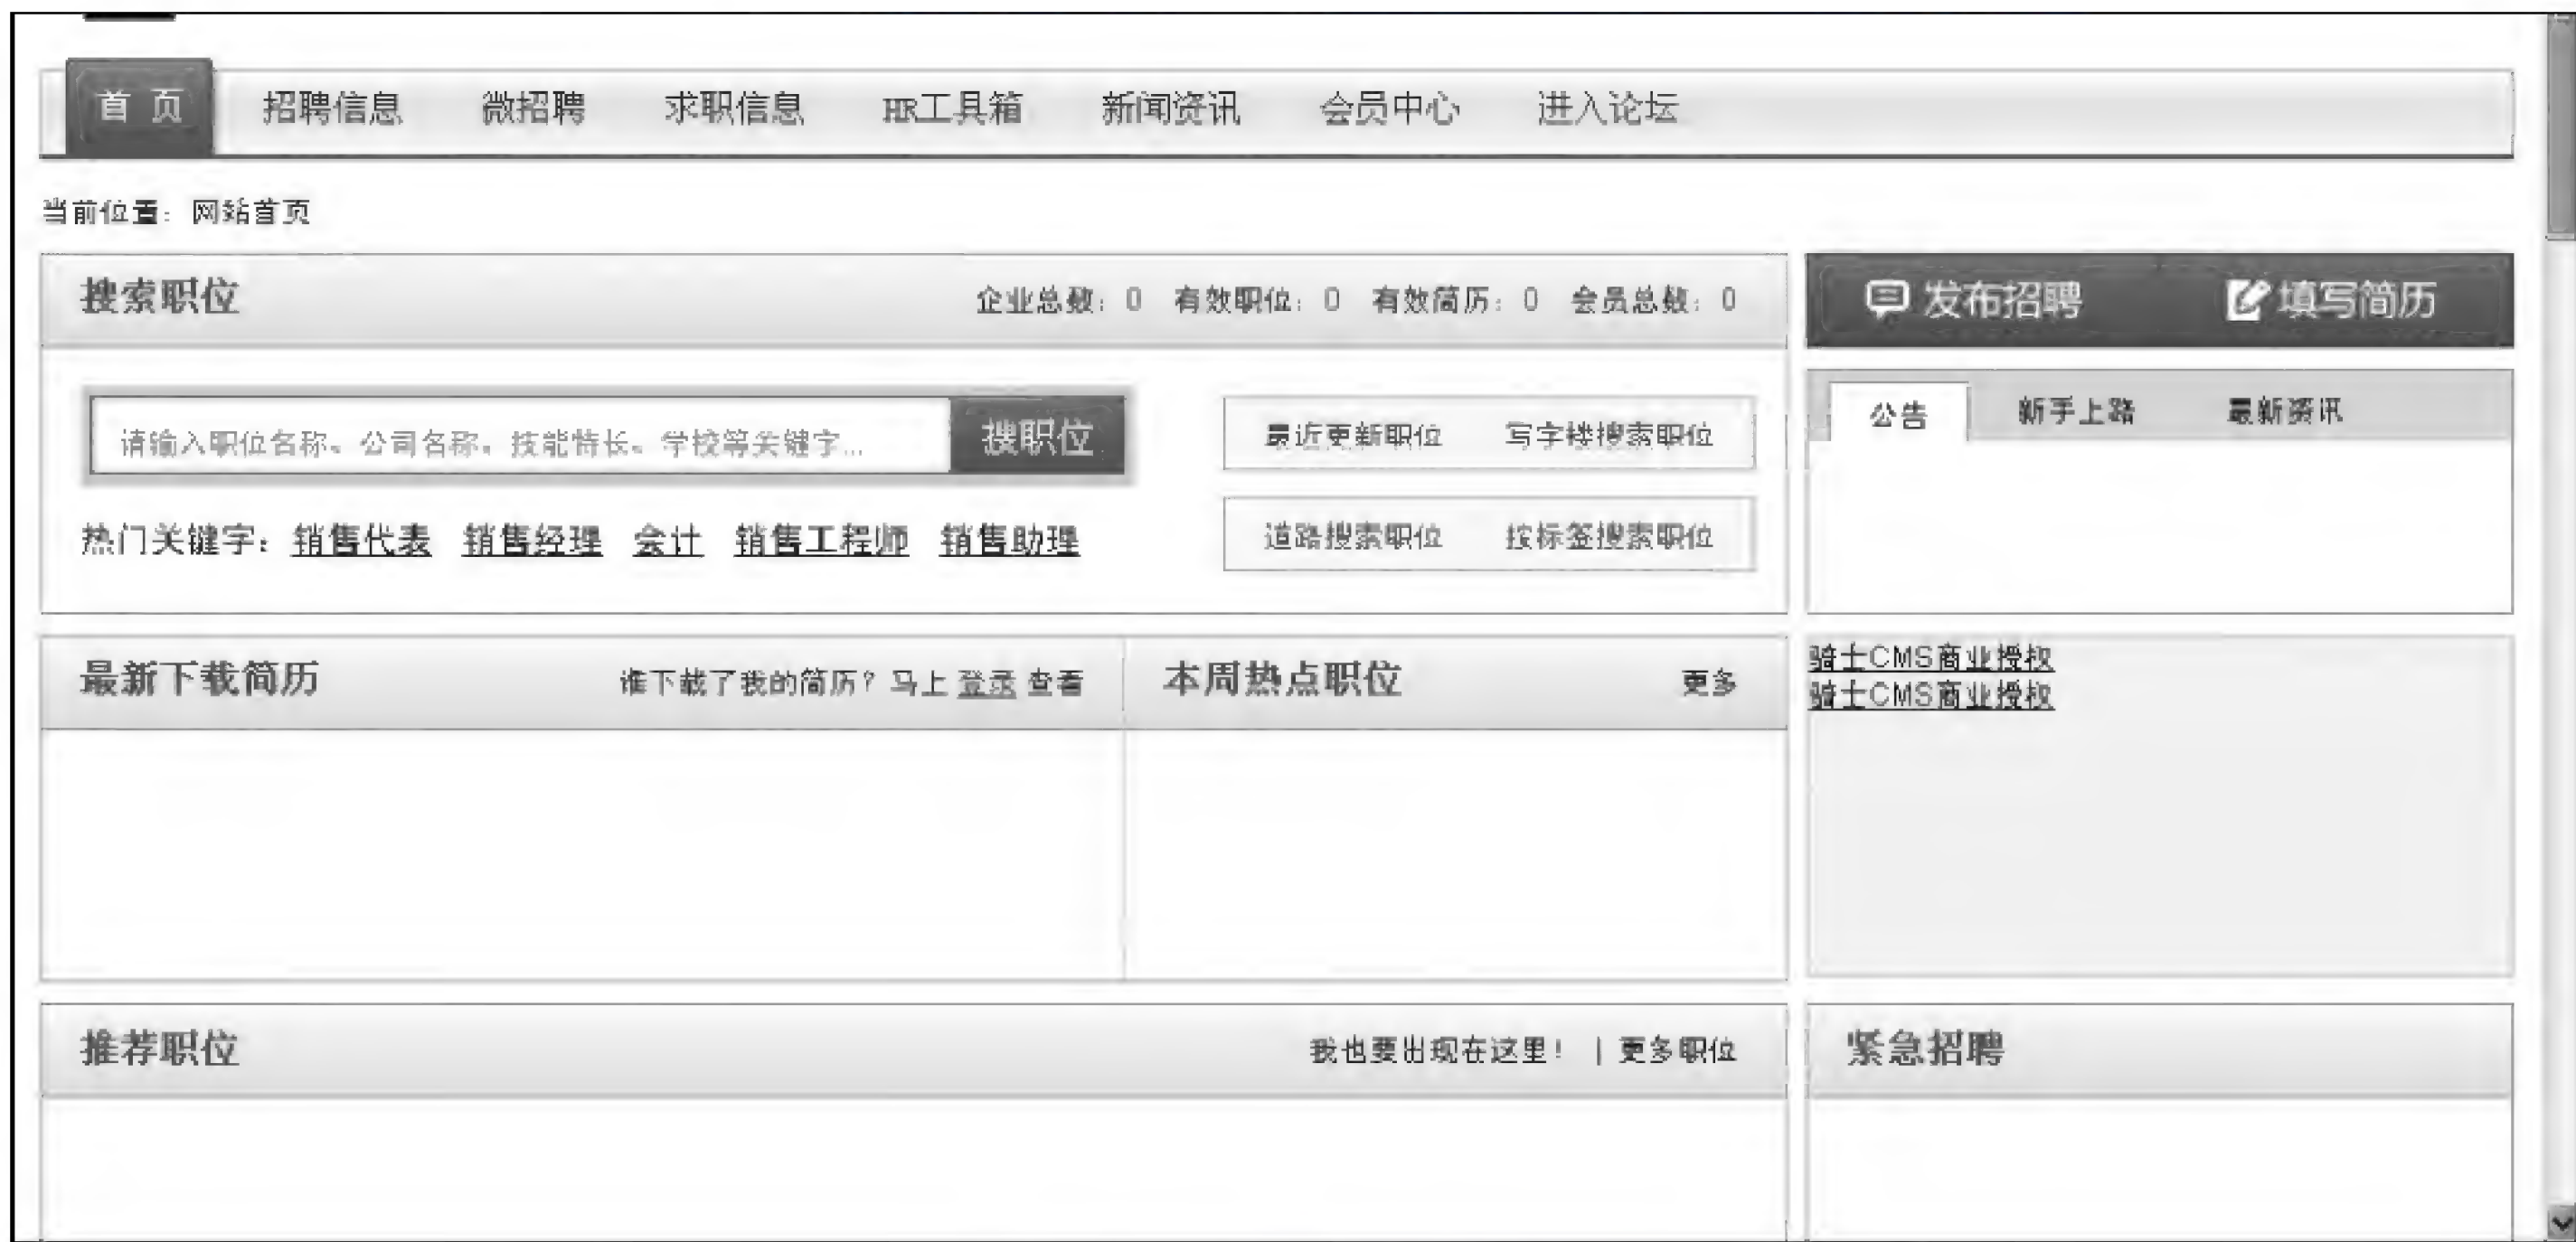 首页 招聘信息 微招聘 求职信息 HR工具箱 新闻资讯 会员中心 进入论坛
当前位置：网站首页
搜索职位 企业总数：0 有效职位：0 有效简历：0 会员总数：0
发布招聘 填写简历
请输入职位名称。公司名称。技能特长。学校等关键字... 搜职位
最近更新职位 写字楼搜索职位
公告 新手上路 最新资讯
热门关键字：销售代表 销售经理 会计 销售工程师 销售助理
道路搜索职位 按标签搜索职位
最新下载简历 谁下载了我的简历？马上 登录 查看
本周热点职位 更多
骑士CMS商业授权
骑士CMS商业授权
推荐职位 我也要出现在这里！ | 更多职位
紧急招聘